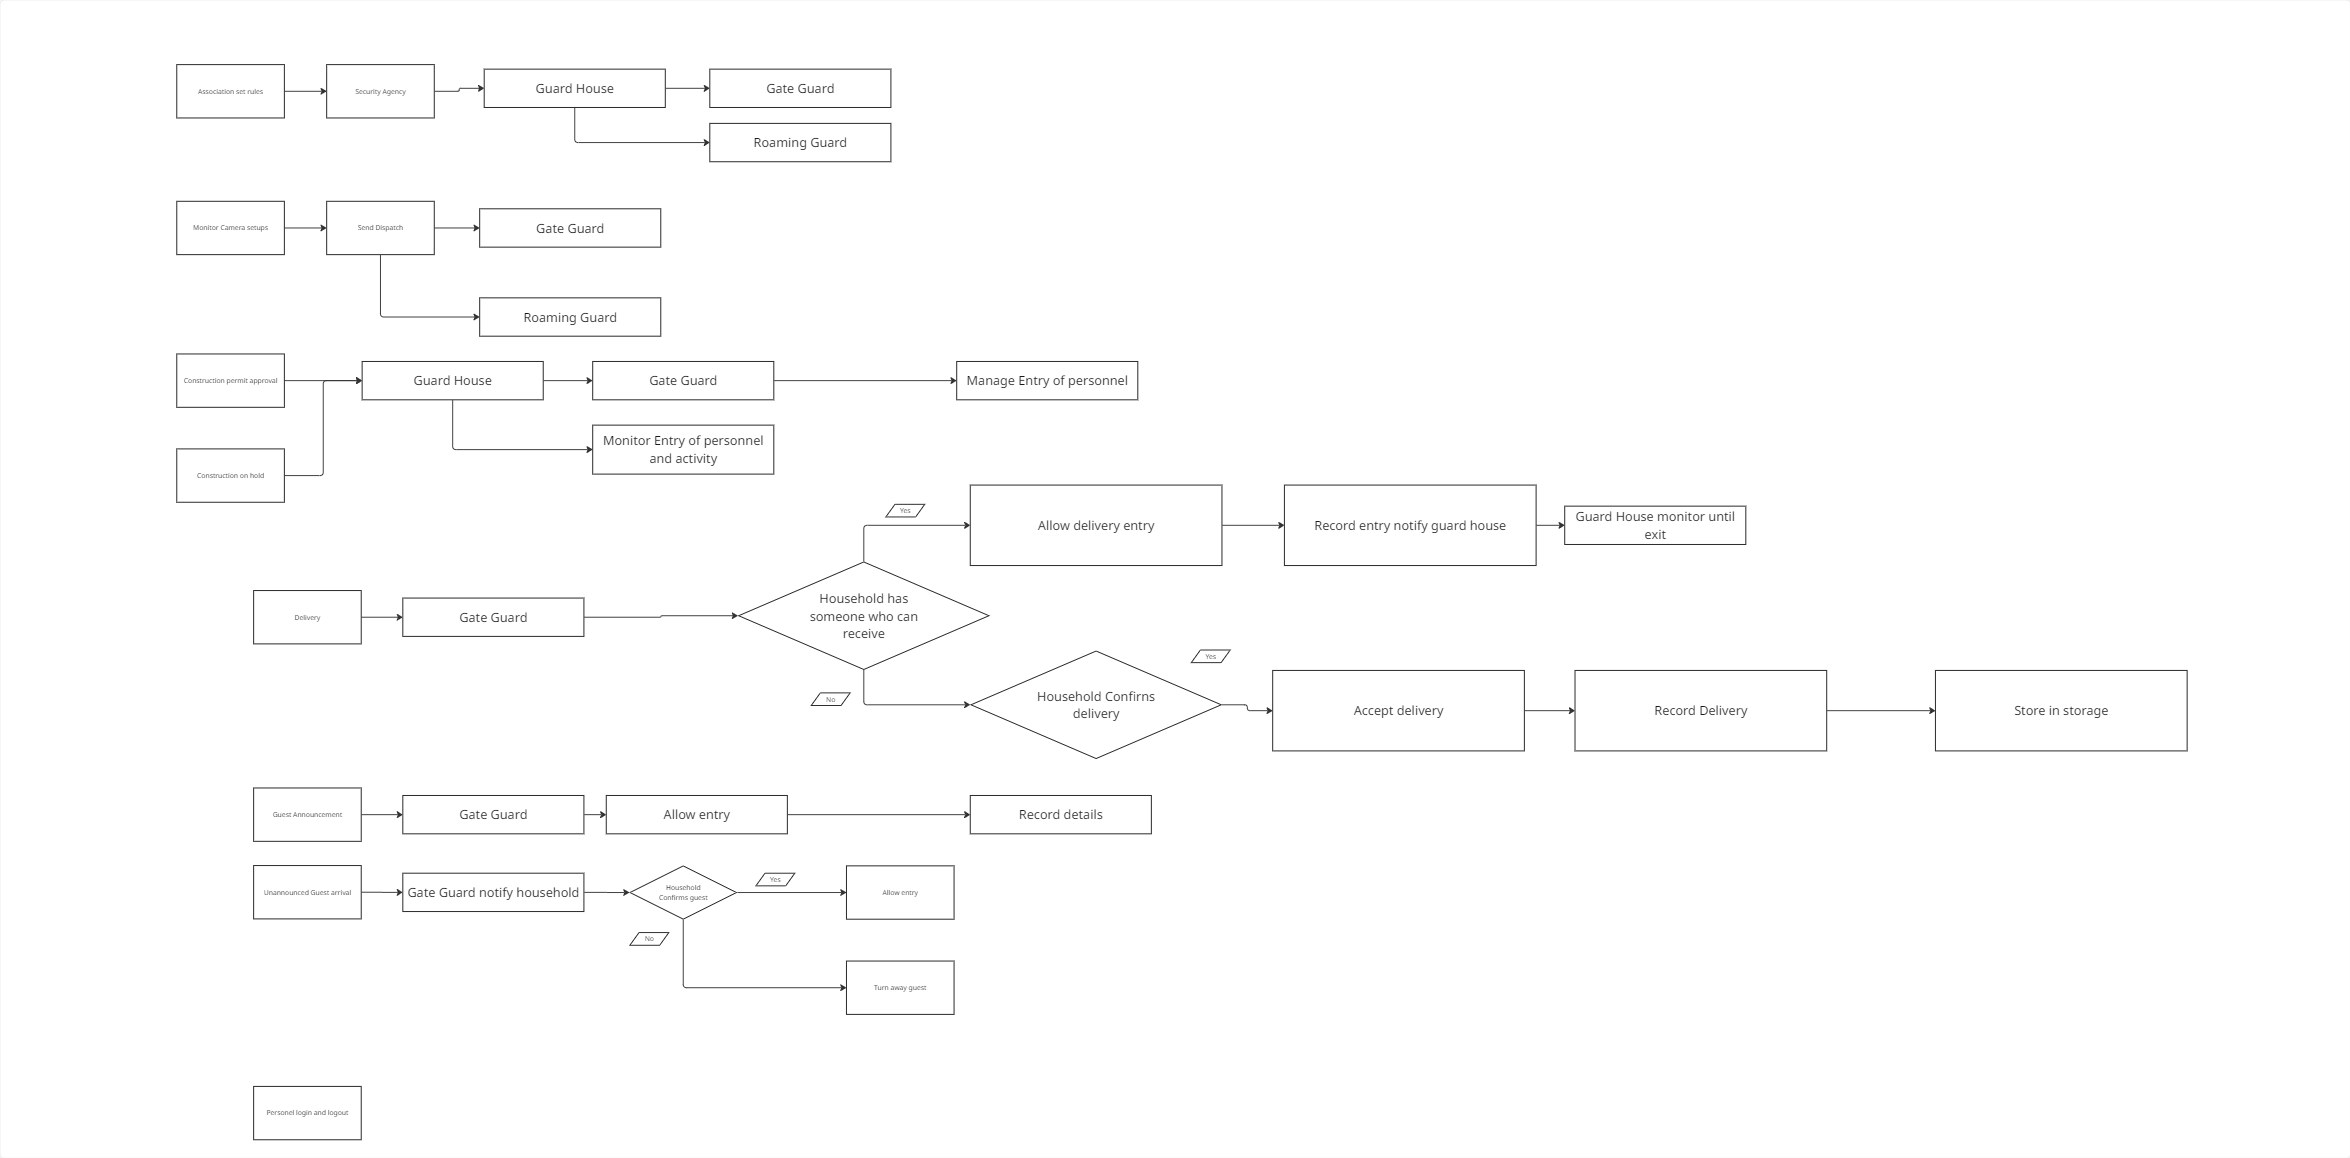 Association set rules
Security Agency
Guard House
Gate Guard
Roaming Guard
Monitor Camera setups
Send Dispatch
Gate Guard
Roaming Guard
Construction permit approval
Guard House
Gate Guard
Manage Entry of personnel
Monitor Entry of personnel
and activity
Construction on hold
Yes
Allow delivery entry
Record entry notify guard house
Guard House monitor until
exit
Delivery
Gate Guard
Household has
someone who can
receive
No
Household Confirns
delivery
Yes
Accept delivery
Record Delivery
Store in storage
Guest Announcement
Gate Guard
Allow entry
Record details
Unannounced Guest arrival
Gate Guard notify household
Household
Confirms guest
Yes
Allow entry
No
Turn away guest
Personel login and logout